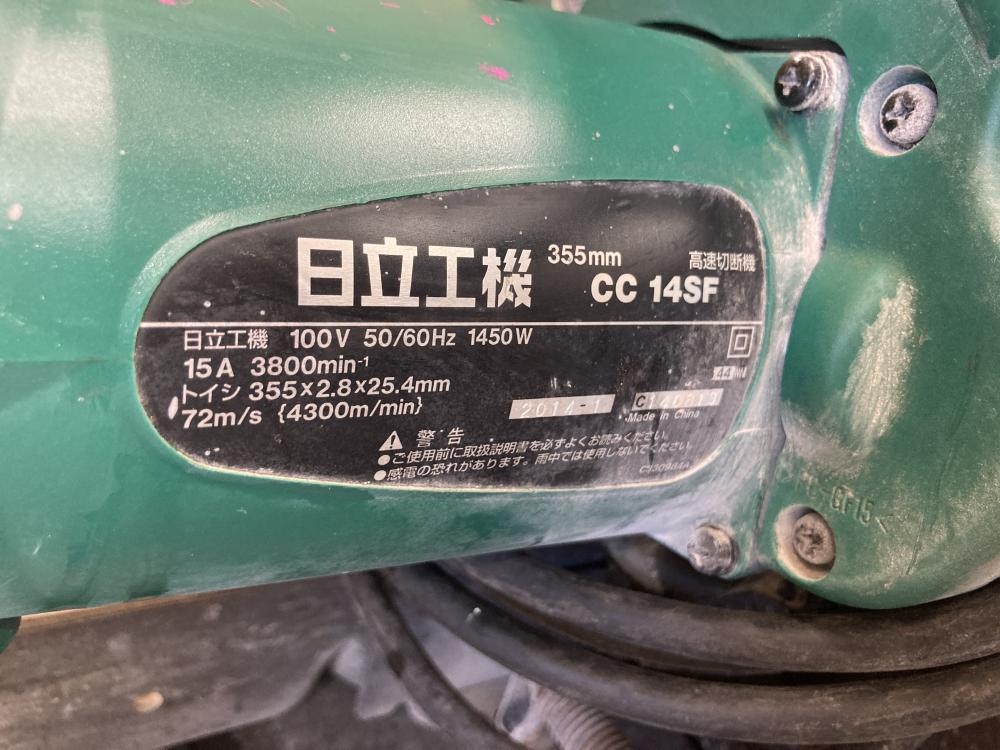 日立工機 355mm 高速切断機
CC 14SF
日立工機 100V 50/60Hz 1450W
15A 3800min-1
トイシ 355×2.8×25.4mm
72m/s {4300m/min}
44
2014-1
Made in China
警告
●ご使用前に取扱説明書を必ずよくお読みください。
●感電の恐れがあります。雨中では使用しないでください。